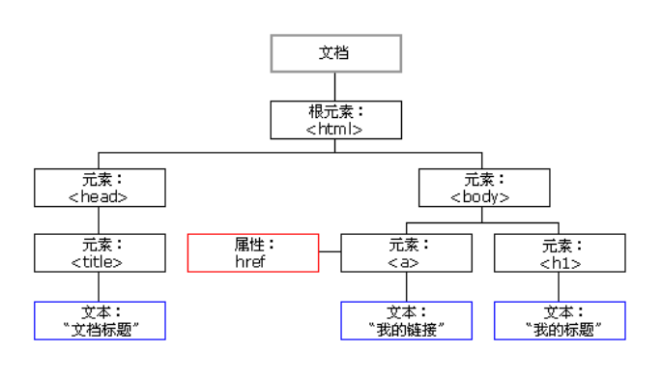 文档
根元素：
<html>
元素：
<head>
元素：
<body>
元素：
<title>
属性：
href
元素：
<a>
元素：
<h1>
文本：
“文档标题”
文本：
“我的链接”
文本：
“我的标题”